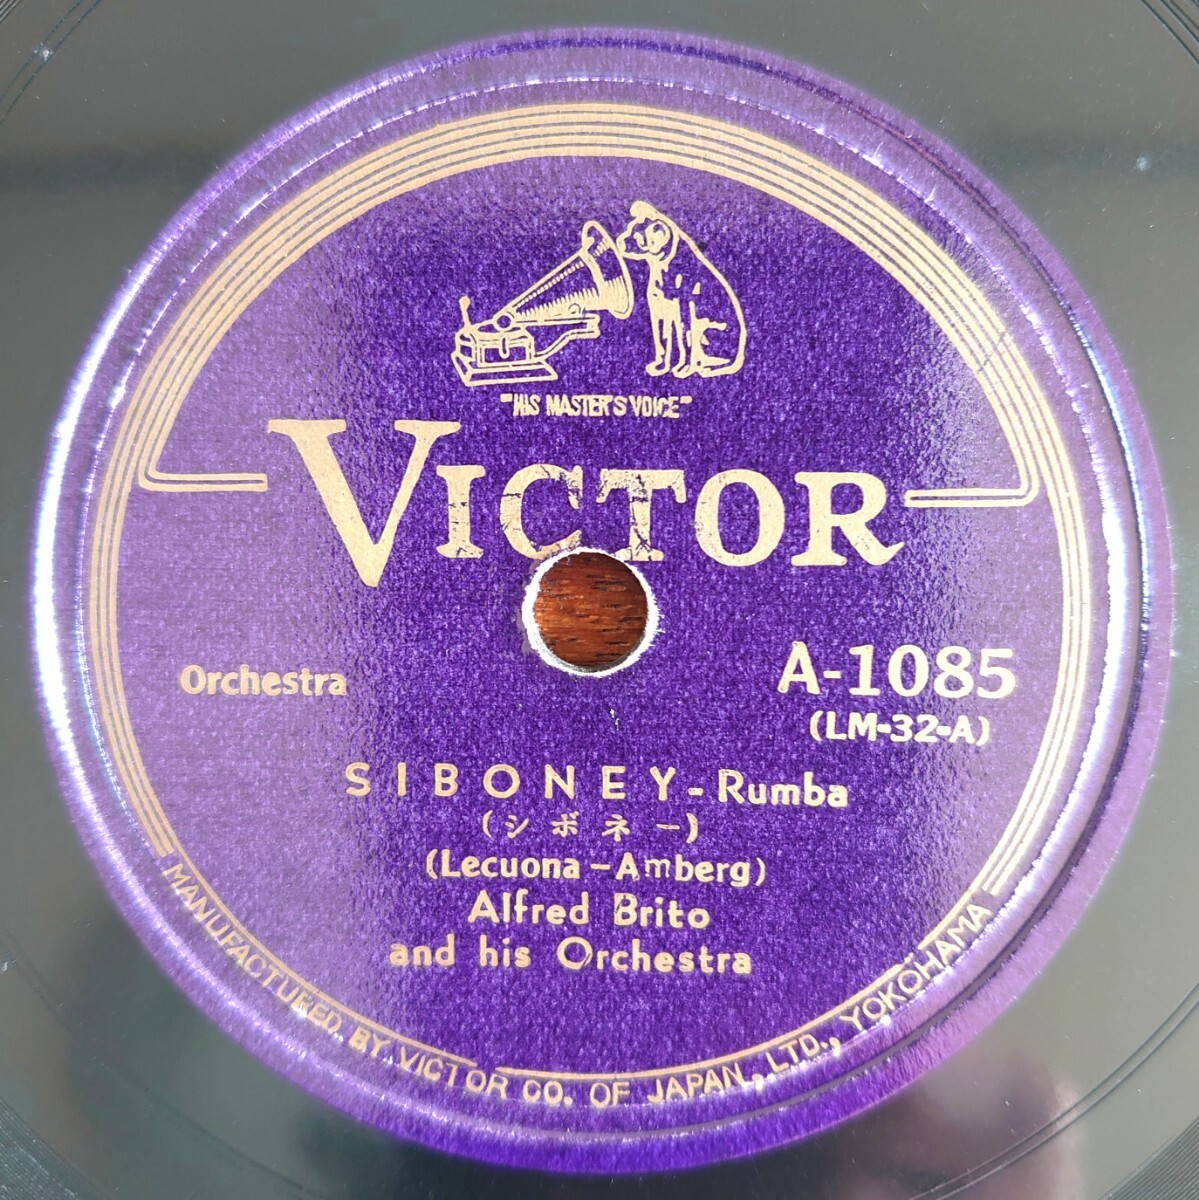 "HIS MASTER'S VOICE"
VICTOR
Orchestra
A-1085
(LM-32-A)
SIBONEY-Rumba
(シボネー)
(Lecuona-Amberg)
Alfred Brito
and his Orchestra
MANUFACTURED BY VICTOR CO. OF JAPAN, LTD., YOKOHAMA